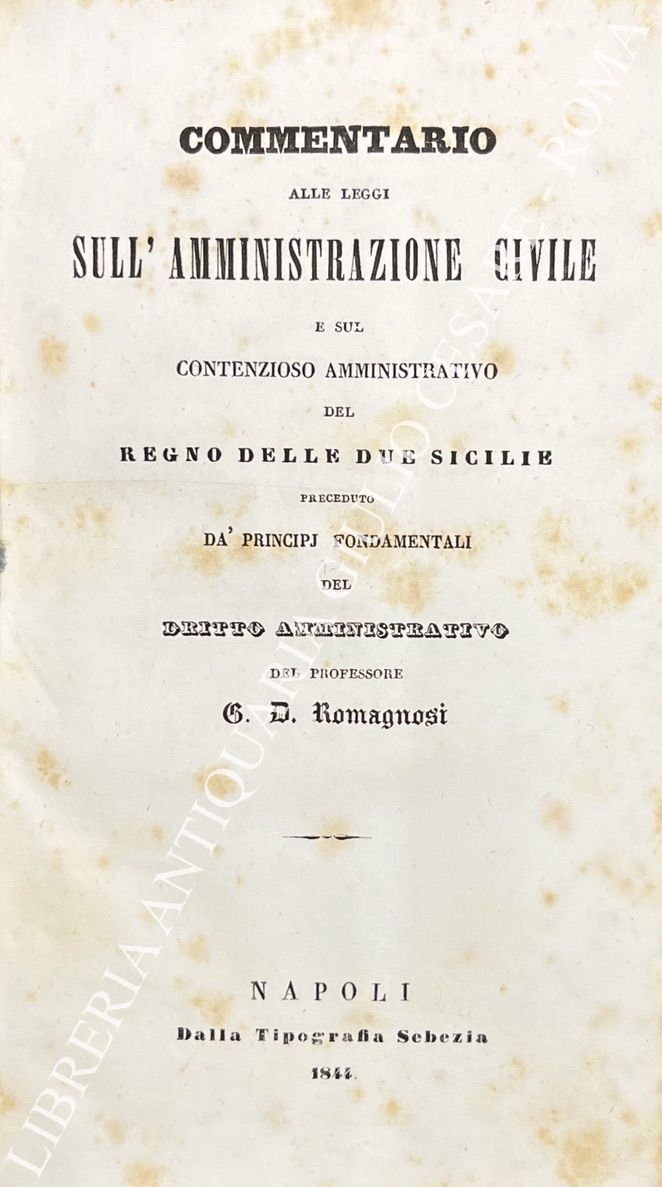 COMMENTARIO
ALLE LEGGI
SULL' AMMINISTRAZIONE CIVILE
E SUL
CONTENZIOSO AMMINISTRATIVO
DEL
REGNO DELLE DUE SICILIE
PRECEDUTO
DA' PRINCIPJ FONDAMENTALI
DEL
DRITTO AMMINISTRATIVO
DEL PROFESSORE
G. D. Romagnosi
NAPOLI
Dalla Tipografia Sebezia
1844.
LIBRERIA ANTIQUARIA GIULIO CESARE - ROMA